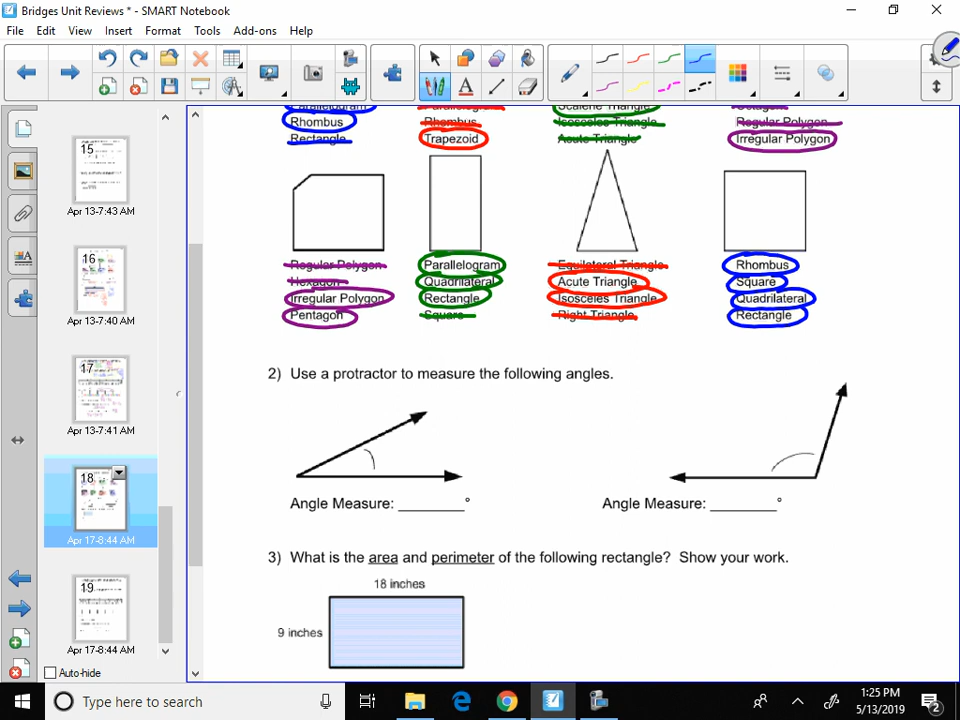 Bridges Unit Reviews * - SMART Notebook
File Edit View Insert Format Tools Add-ons Help
Parallelogram Parallelogram Scalene Triangle Octagon
Rhombus Rhombus Isosceles Triangle Regular Polygon
Rectangle Trapezoid Acute Triangle Irregular Polygon
Regular Polygon Parallelogram Equilateral Triangle Rhombus
Hexagon Quadrilateral Acute Triangle Square
Irregular Polygon Rectangle Isosceles Triangle Quadrilateral
Pentagon Square Right Triangle Rectangle
2) Use a protractor to measure the following angles.
Angle Measure: ________° Angle Measure: ________°
3) What is the area and perimeter of the following rectangle? Show your work.
18 inches
9 inches
15
Apr 13-7:43 AM
16
Apr 13-7:40 AM
17
Apr 13-7:41 AM
18
Apr 17-8:44 AM
19
Apr 17-8:44 AM
Auto-hide
Type here to search
1:25 PM
5/13/2019
2